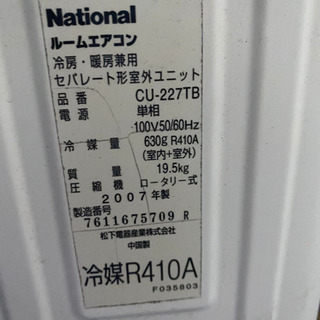 National
ルームエアコン
冷房・暖房兼用
セパレート形室外ユニット
品番 CU-227TB
電源 単相
100V50/60Hz
冷媒量 630g R410A
(室内+室外)
質量 19.5kg
圧縮機 ロータリー式
2007年製
製造番号 7611675709 R
松下電器産業株式会社
中国製
冷媒R410A
F035803